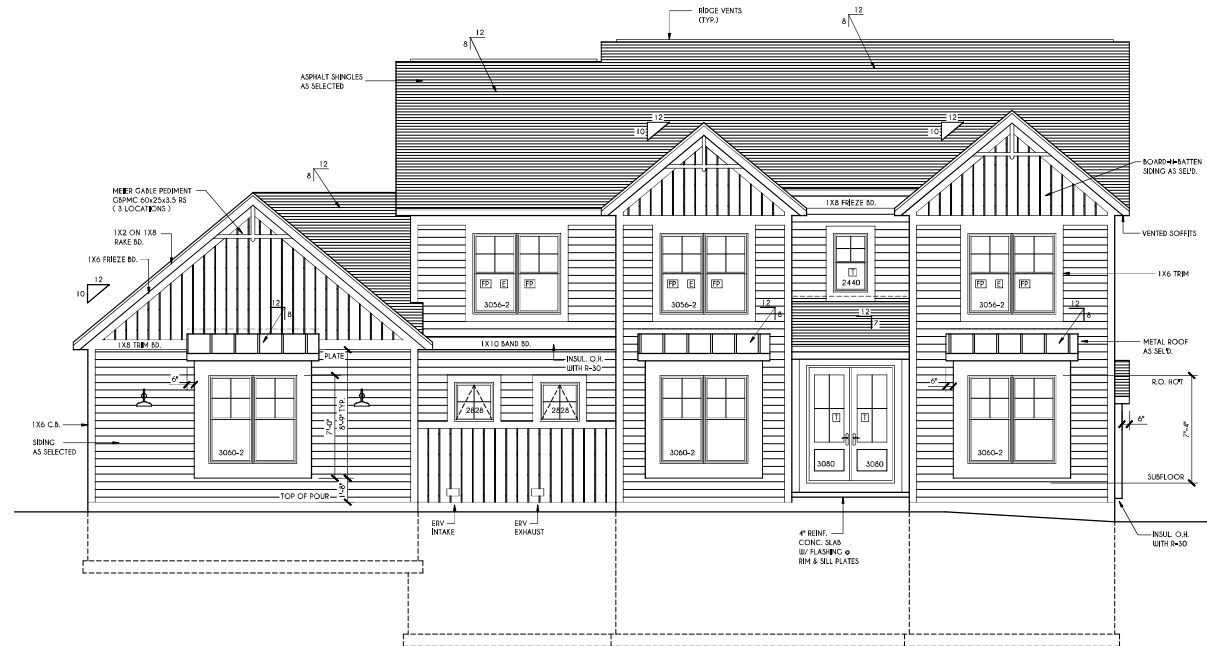 RIDGE VENTS
(TYP.)
12
8
12
8
ASPHALT SHINGLES
AS SELECTED
12
10
12
10
12
8
BOARD-N-BATTEN
SIDING AS SEL'D.
MEIER GABLE PEDIMENT
GBPMC 60x25x3.5 RS
( 3 LOCATIONS )
1X8 FRIEZE BD.
1X2 ON 1X8
RAKE BD.
VENTED SOFFITS
1X6 FRIEZE BD.
1X6 TRIM
12
10
FP E FP
3056-2
FP E FP
3056-2
T
2440
FP E FP
3056-2
12
8
12
8
12
7
12
8
1X8 TRIM BD.
PLATE
1X10 BAND BD.
INSUL. O.H.
WITH R-30
METAL ROOF
AS SEL'D.
6"
6"
R.O. HGT
2828
2828
T
T
7'-0"
8'-9" TYP.
6"
7'-4"
1X6 C.B.
SIDING
AS SELECTED
3060-2
3060-2
3080
3080
3060-2
SUBFLOOR
TOP OF POUR
1'-8"
ERV
INTAKE
ERV
EXHAUST
4" REINF.
CONC. SLAB
W/ FLASHING @
RIM & SILL PLATES
INSUL. O.H.
WITH R-30